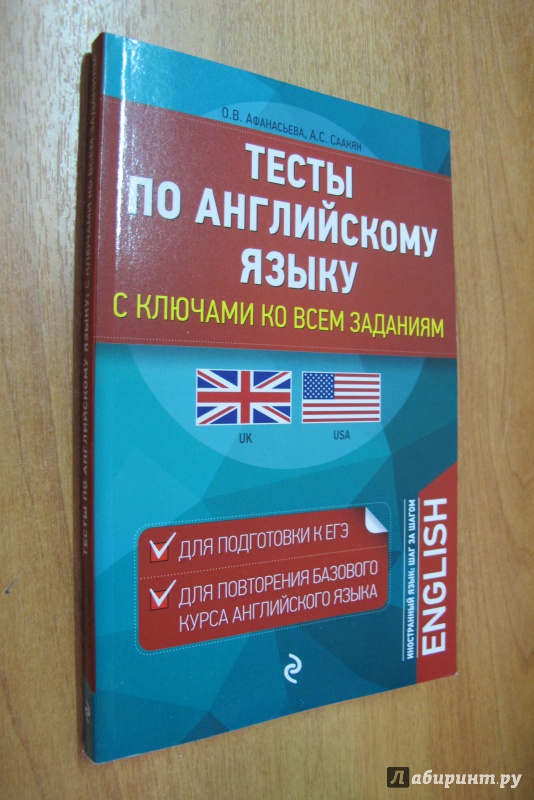 О.В. Афанасьева, А.С. Саакян
ТЕСТЫ
ПО АНГЛИЙСКОМУ
ЯЗЫКУ
С КЛЮЧАМИ КО ВСЕМ ЗАДАНИЯМ
UK
USA
ДЛЯ ПОДГОТОВКИ К ЕГЭ
ДЛЯ ПОВТОРЕНИЯ БАЗОВОГО
КУРСА АНГЛИЙСКОГО ЯЗЫКА
ИНОСТРАННЫЙ ЯЗЫК: ШАГ ЗА ШАГОМ
ENGLISH
ТЕСТЫ ПО АНГЛИЙСКОМУ ЯЗЫКУ: С КЛЮЧАМИ КО ВСЕМ ЗАДАНИЯМ
Лабиринт.ру